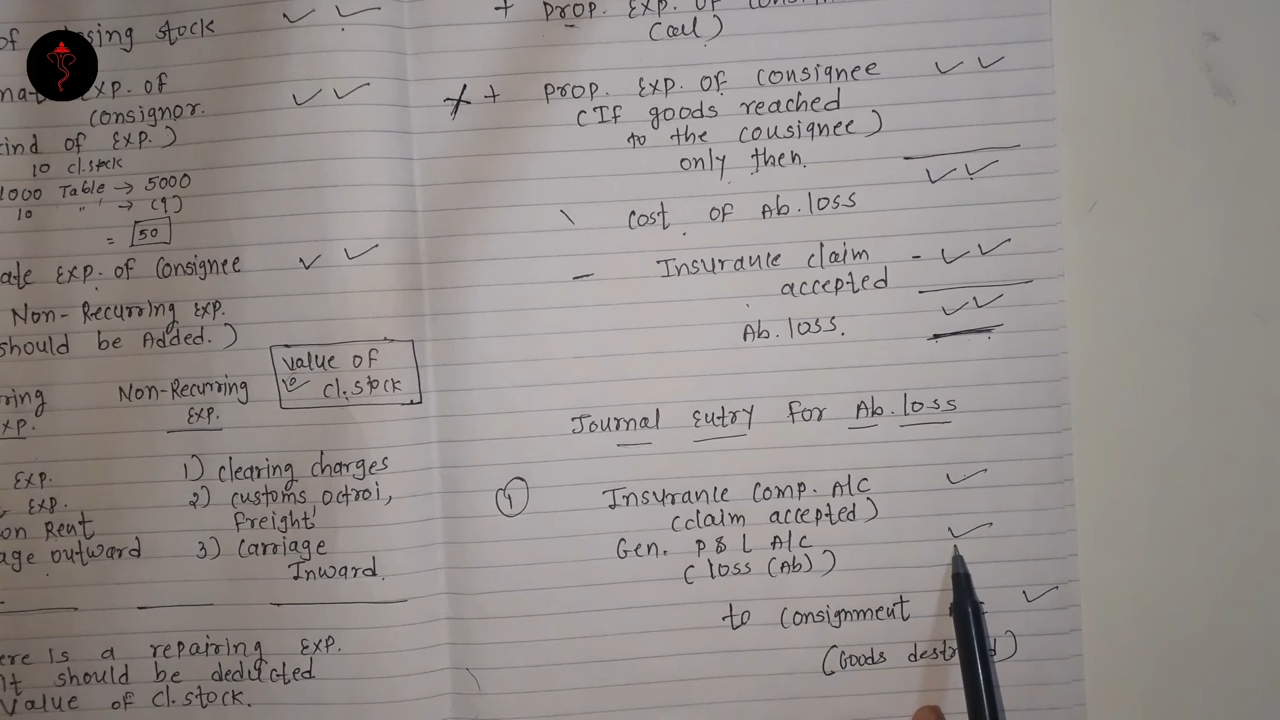 of closing stock
EXP. of
consignor.
kind of EXP.)
10 cl.stock
1000 Table → 5000
10 " → (?)
= 50
ate EXP. of Consignee
Non-Recurring EXP.
should be Added.)
value of
cl.stock
ring Non-Recurring
XP. EXP.
EXP. 1) clearing charges
EXP. 2) customs octroi,
on Rent freight
age outward 3) carriage
Inward.
ere is a repairing EXP.
It should be deducted
Value of cl.stock.
+ prop. EXP. of
(all)
+ prop. EXP. of consignee
(If goods reached
to the consignee)
only then.
cost of Ab.loss
- Insurance claim -
accepted
Ab.loss.
Journal Entry for Ab.loss
1 Insurance comp. A/c
(claim accepted)
Gen. P & L A/c
(loss (Ab))
to consignment
(Goods